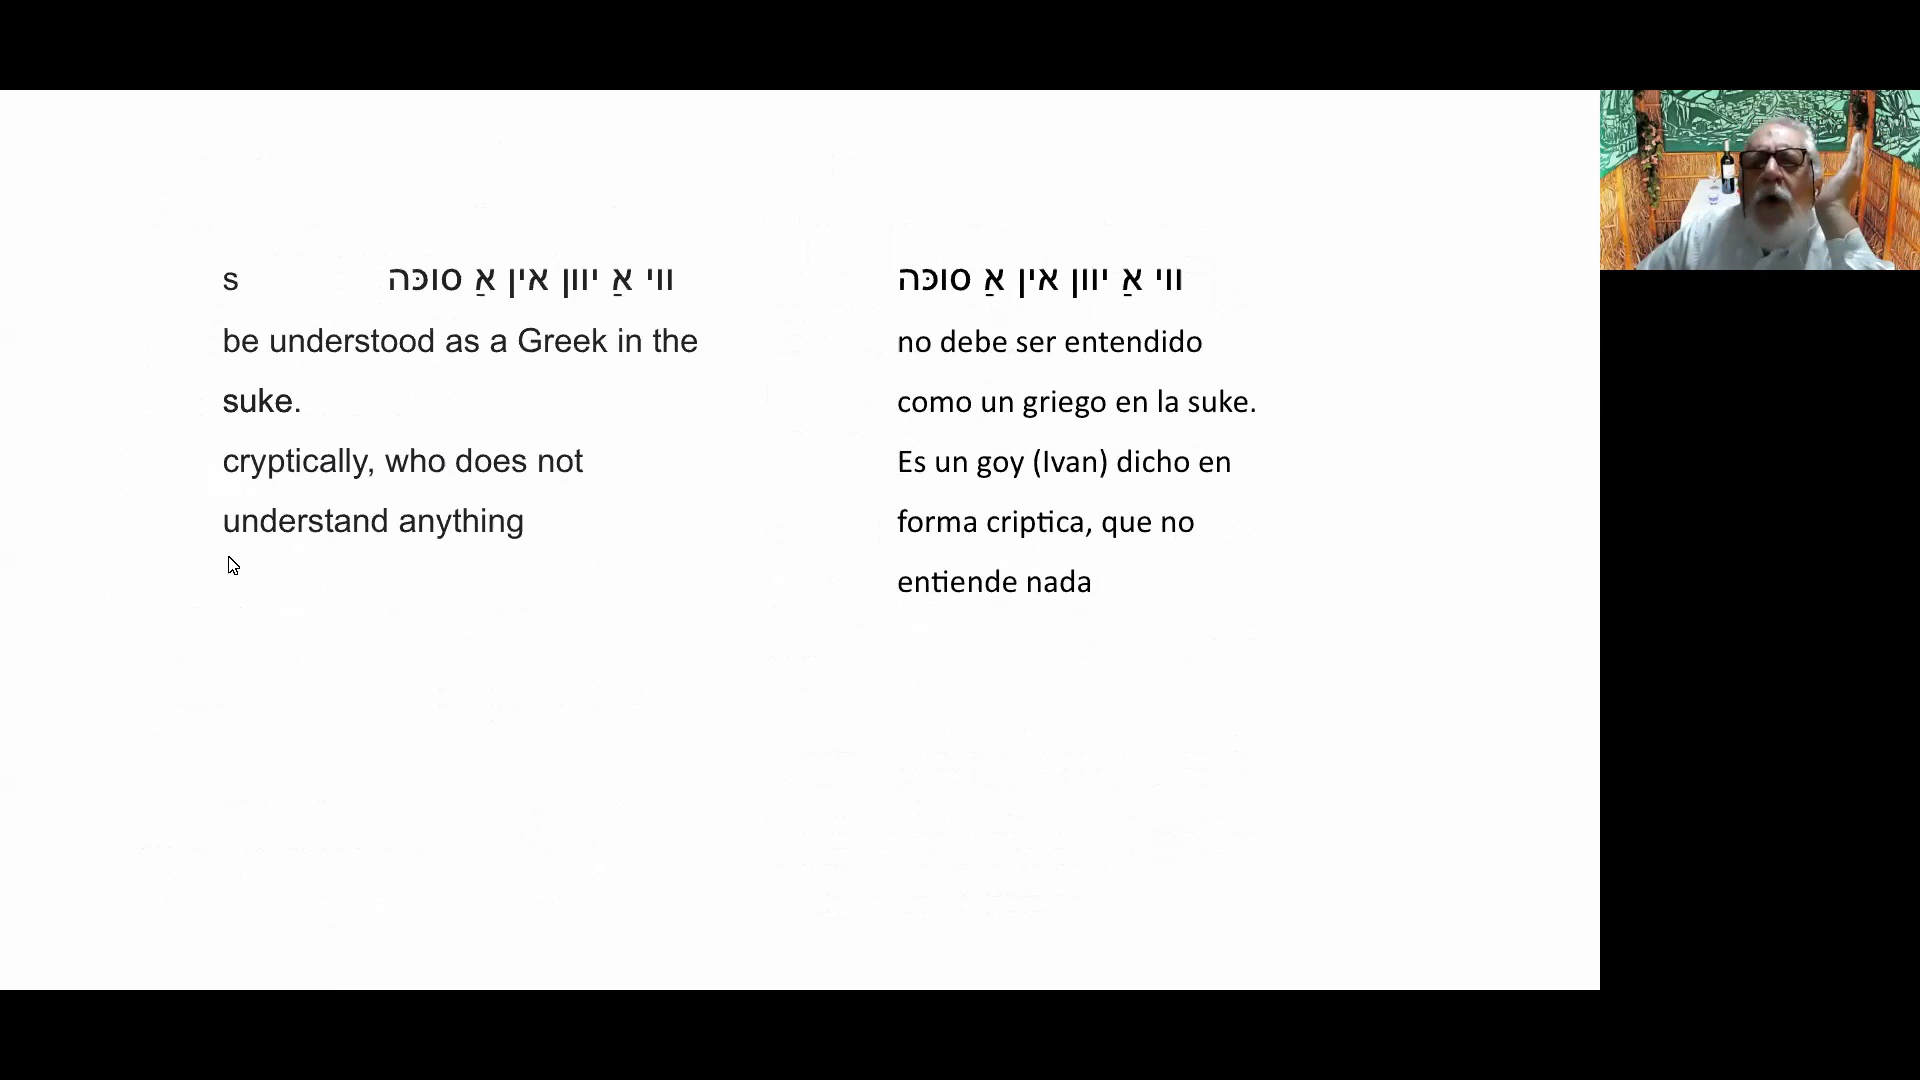 s ווי אַ יוון אין אַ סוכּה
be understood as a Greek in the
suke.
cryptically, who does not
understand anything
ווי אַ יוון אין אַ סוכּה
no debe ser entendido
como un griego en la suke.
Es un goy (Ivan) dicho en
forma criptica, que no
entiende nada